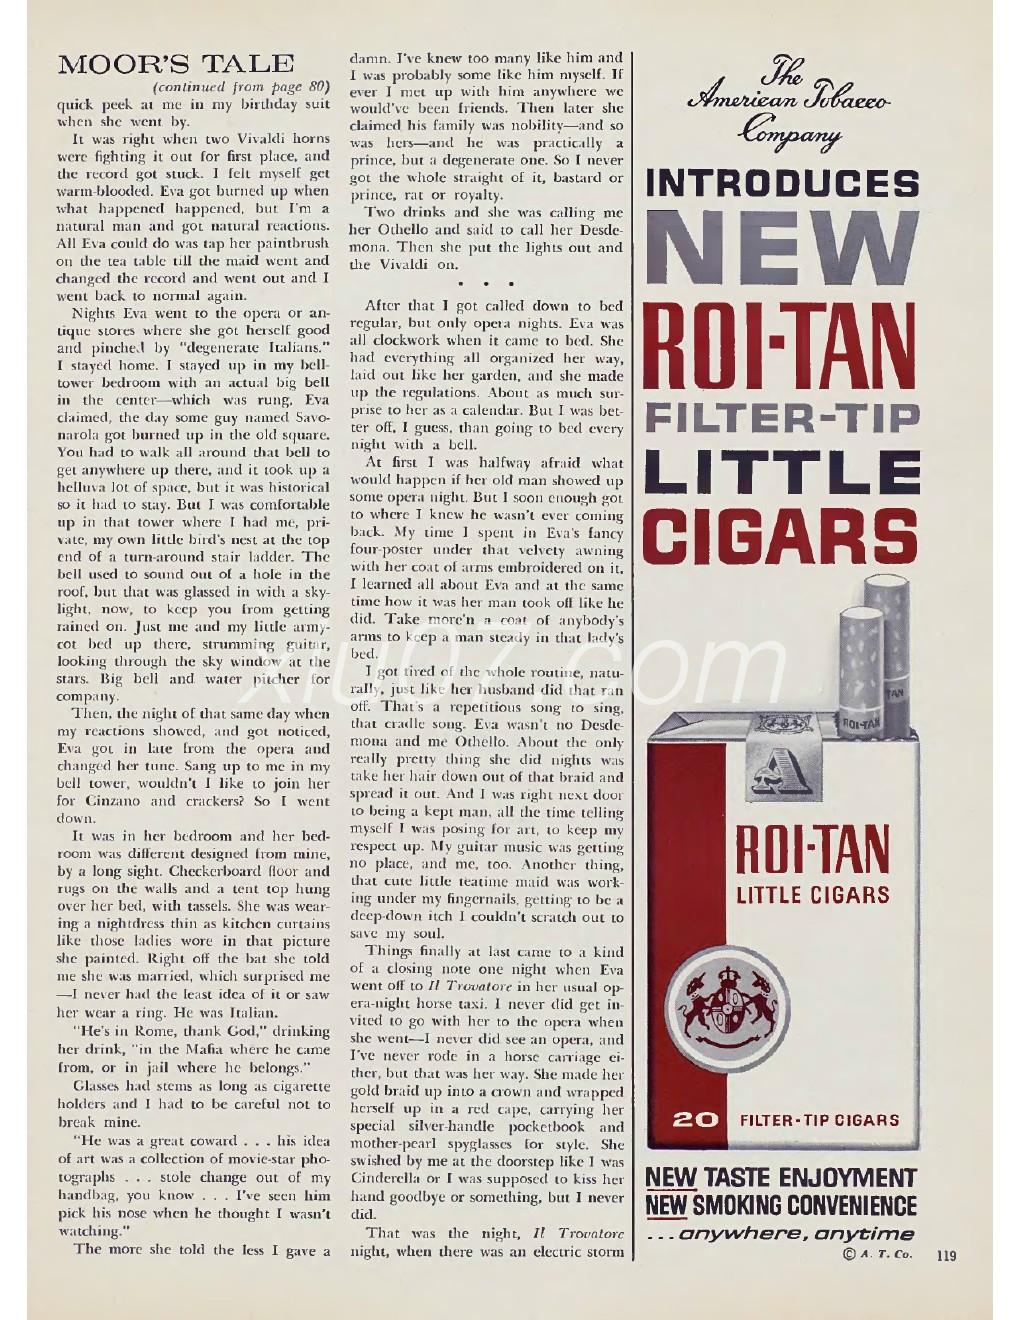 MOOR'S TALE
(continued from page 80)
quick peek at me in my birthday suit
when she went by.
It was right when two Vivaldi horns
were fighting it out for first place, and
the record got stuck. I felt myself get
warm-blooded. Eva got burned up when
what happened happened, but I'm a
natural man and got natural reactions.
All Eva could do was tap her paintbrush
on the tea table till the maid went and
changed the record and went out and I
went back to normal again.
Nights Eva went to the opera or an-
tique stores where she got herself good
and pinched by "degenerate Italians."
I stayed home. I stayed up in my bell-
tower bedroom with an actual big bell
in the center—which was rung, Eva
claimed, the day some guy named Savo-
narola got burned up in the old square.
You had to walk all around that bell to
get anywhere up there, and it took up a
helluva lot of space, but it was historical
so it had to stay. But I was comfortable
up in that tower where I had me, pri-
vate, my own little bird's nest at the top
end of a turn-around stair ladder. The
bell used to sound out of a hole in the
roof, but that was glassed in with a sky-
light, now, to keep you from getting
rained on. Just me and my little army-
cot bed up there, strumming guitar,
looking through the sky window at the
stars. Big bell and water pitcher for
company.
Then, the night of that same day when
my reactions showed, and got noticed,
Eva got in late from the opera and
changed her tune. Sang up to me in my
bell tower, wouldn't I like to join her
for Cinzano and crackers? So I went
down.
It was in her bedroom and her bed-
room was different designed from mine,
by a long sight. Checkerboard floor and
rugs on the walls and a tent top hung
over her bed, with tassels. She was wear-
ing a nightdress thin as kitchen curtains
like those ladies wore in that picture
she painted. Right off the bat she told
me she was married, which surprised me
—I never had the least idea of it or saw
her wear a ring. He was Italian.
"He's in Rome, thank God," drinking
her drink, "in the Mafia where he came
from, or in jail where he belongs."
Glasses had stems as long as cigarette
holders and I had to be careful not to
break mine.
"He was a great coward . . . his idea
of art was a collection of movie-star pho-
tographs . . . stole change out of my
handbag, you know . . . I've seen him
pick his nose when he thought I wasn't
watching."
The more she told the less I gave a
damn. I've knew too many like him and
I was probably some like him myself. If
ever I met up with him anywhere we
would've been friends. Then later she
claimed his family was nobility—and so
was hers—and he was practically a
prince, but a degenerate one. So I never
got the whole straight of it, bastard or
prince, rat or royalty.
Two drinks and she was calling me
her Othello and said to call her Desde-
mona. Then she put the lights out and
the Vivaldi on.
• • •
After that I got called down to bed
regular, but only opera nights. Eva was
all clockwork when it came to bed. She
had everything all organized her way,
laid out like her garden, and she made
up the regulations. About as much sur-
prise to her as a calendar. But I was bet-
ter off, I guess, than going to bed every
night with a bell.
At first I was halfway afraid what
would happen if her old man showed up
some opera night. But I soon enough got
to where I knew he wasn't ever coming
back. My time I spent in Eva's fancy
four-poster under that velvety awning
with her coat of arms embroidered on it,
I learned all about Eva and at the same
time how it was her man took off like he
did. Take more'n a coat of anybody's
arms to keep a man steady in that lady's
bed.
I got tired of the whole routine, natu-
rally, just like her husband did that ran
off. That's a repetitious song to sing,
that cradle song. Eva wasn't no Desde-
mona and me Othello. About the only
really pretty thing she did nights was
take her hair down out of that braid and
spread it out. And I was right next door
to being a kept man, all the time telling
myself I was posing for art, to keep my
respect up. My guitar music was getting
no place, and me, too. Another thing,
that cute little teatime maid was work-
ing under my fingernails, getting to be a
deep-down itch I couldn't scratch out to
save my soul.
Things finally at last came to a kind
of a closing note one night when Eva
went off to Il Trovatore in her usual op-
era-night horse taxi. I never did get in-
vited to go with her to the opera when
she went—I never did see an opera, and
I've never rode in a horse carriage ei-
ther, but that was her way. She made her
gold braid up into a crown and wrapped
herself up in a red cape, carrying her
special silver-handle pocketbook and
mother-pearl spyglasses for style. She
swished by me at the doorstep like I was
Cinderella or I was supposed to kiss her
hand goodbye or something, but I never
did.
That was the night, Il Trovatore
night, when there was an electric storm
The
American Tobacco
Company
INTRODUCES
NEW
ROI-TAN
FILTER-TIP
LITTLE
CIGARS
TAN
ROI-TAN
A
ROI-TAN
LITTLE CIGARS
20 FILTER-TIP CIGARS
NEW TASTE ENJOYMENT
NEW SMOKING CONVENIENCE
...anywhere, anytime
© A. T. Co.
119
xiu0z.com